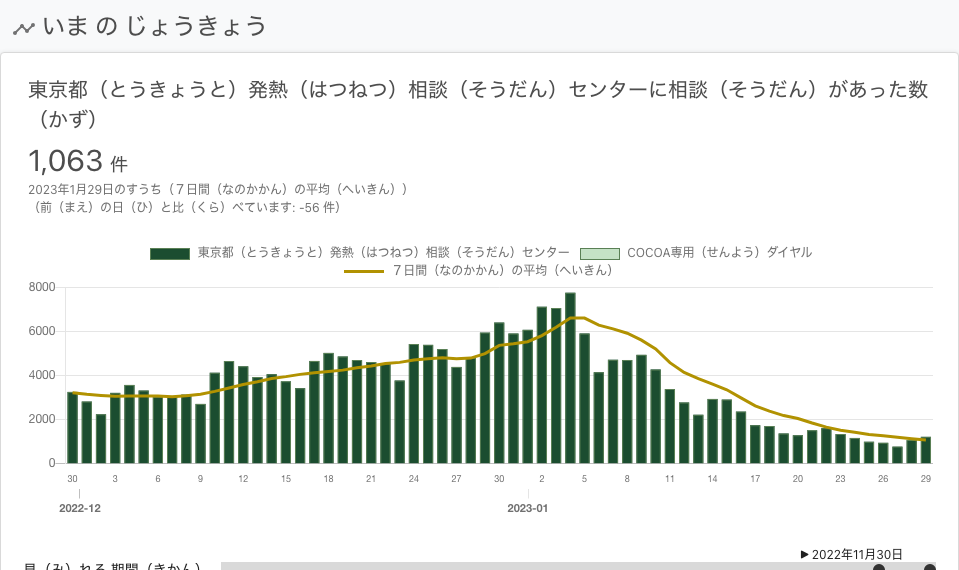 いま の じょうきょう
東京都（とうきょうと）発熱（はつねつ）相談（そうだん）センターに相談（そうだん）があった数
（かず）
1,063 件
2023年1月29日のすうち（７日間（なのかかん）の平均（へいきん））
（前（まえ）の日（ひ）と比（くら）べています: -56 件）
東京都（とうきょうと）発熱（はつねつ）相談（そうだん）センター COCOA専用（せんよう）ダイヤル
７日間（なのかかん）の平均（へいきん）
8000
6000
4000
2000
0
30 3 6 9 12 15 18 21 24 27 30 2 5 8 11 14 17 20 23 26 29
2022-12 2023-01
▶ 2022年11月30日
見（み）れる 期間（きかん）